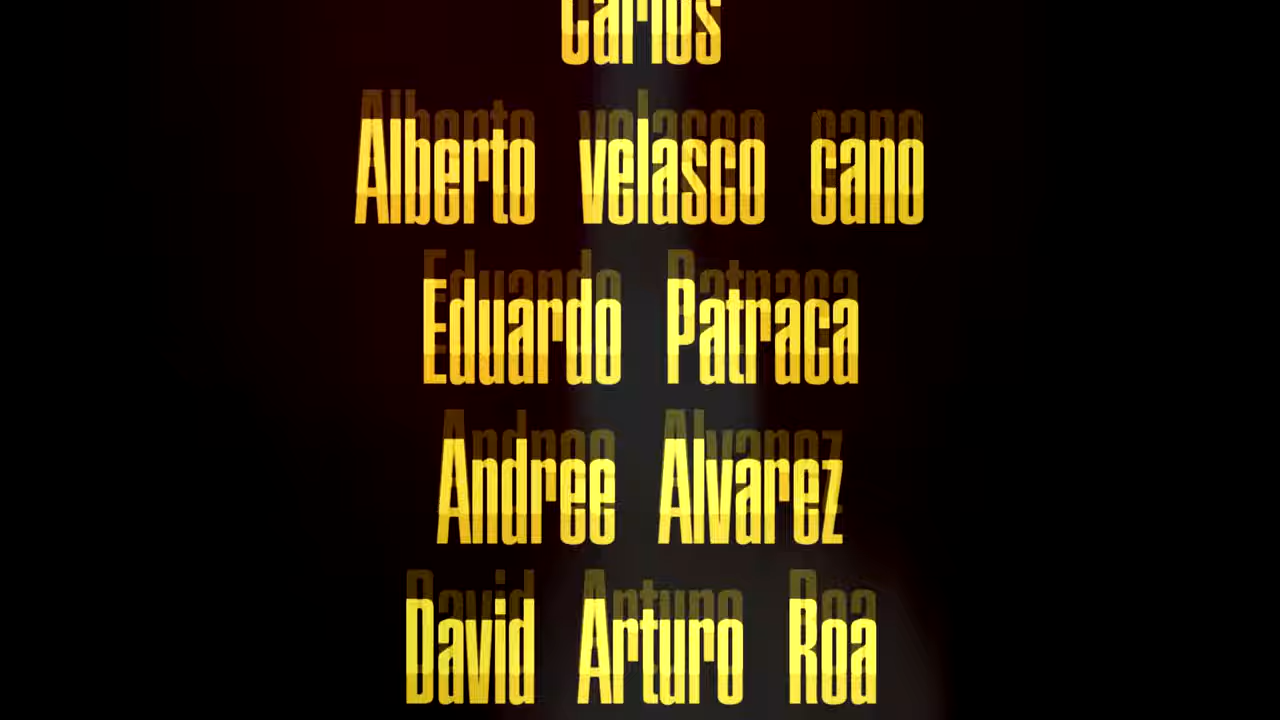 Carlos
Alberto velasco cano
Eduardo Patraca
Andree Alvarez
David Arturo Roa